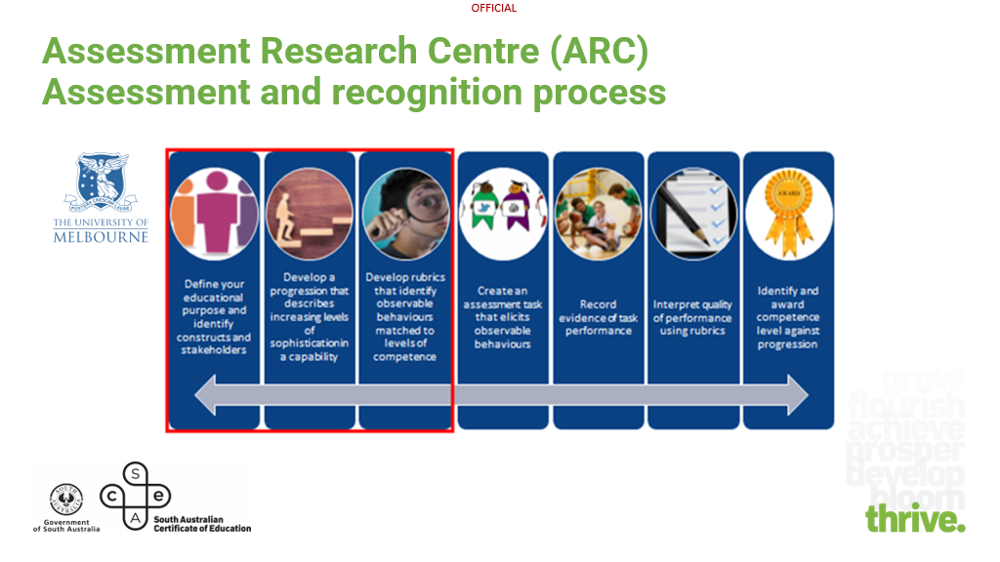 OFFICIAL
Assessment Research Centre (ARC)
Assessment and recognition process
THE UNIVERSITY OF
MELBOURNE
Define your
educational
purpose and
identify
constructs and
stakeholders
Develop a
progression that
describes
increasing levels
of
sophisticationin
a capability
Develop rubrics
that identify
observable
behaviours
matched to
levels of
competence
Create an
assessment task
that elicits
observable
behaviours
Record
evidence of task
performance
Interpret quality
of performance
using rubrics
AWARD
Identify and
award
competence
level against
progression
Government
of South Australia
S
C
e
A
South Australian
Certificate of Education
grow
flourish
achieve
prosper
develop
bloom
thrive.